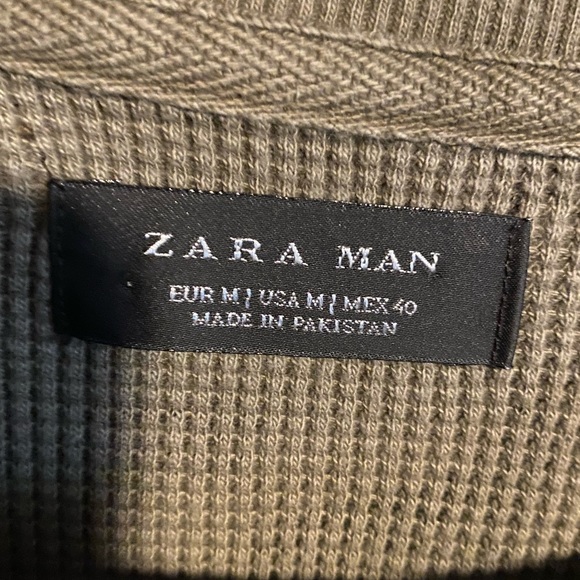 ZARA MAN
EUR M | USA M | MEX 40
MADE IN PAKISTAN